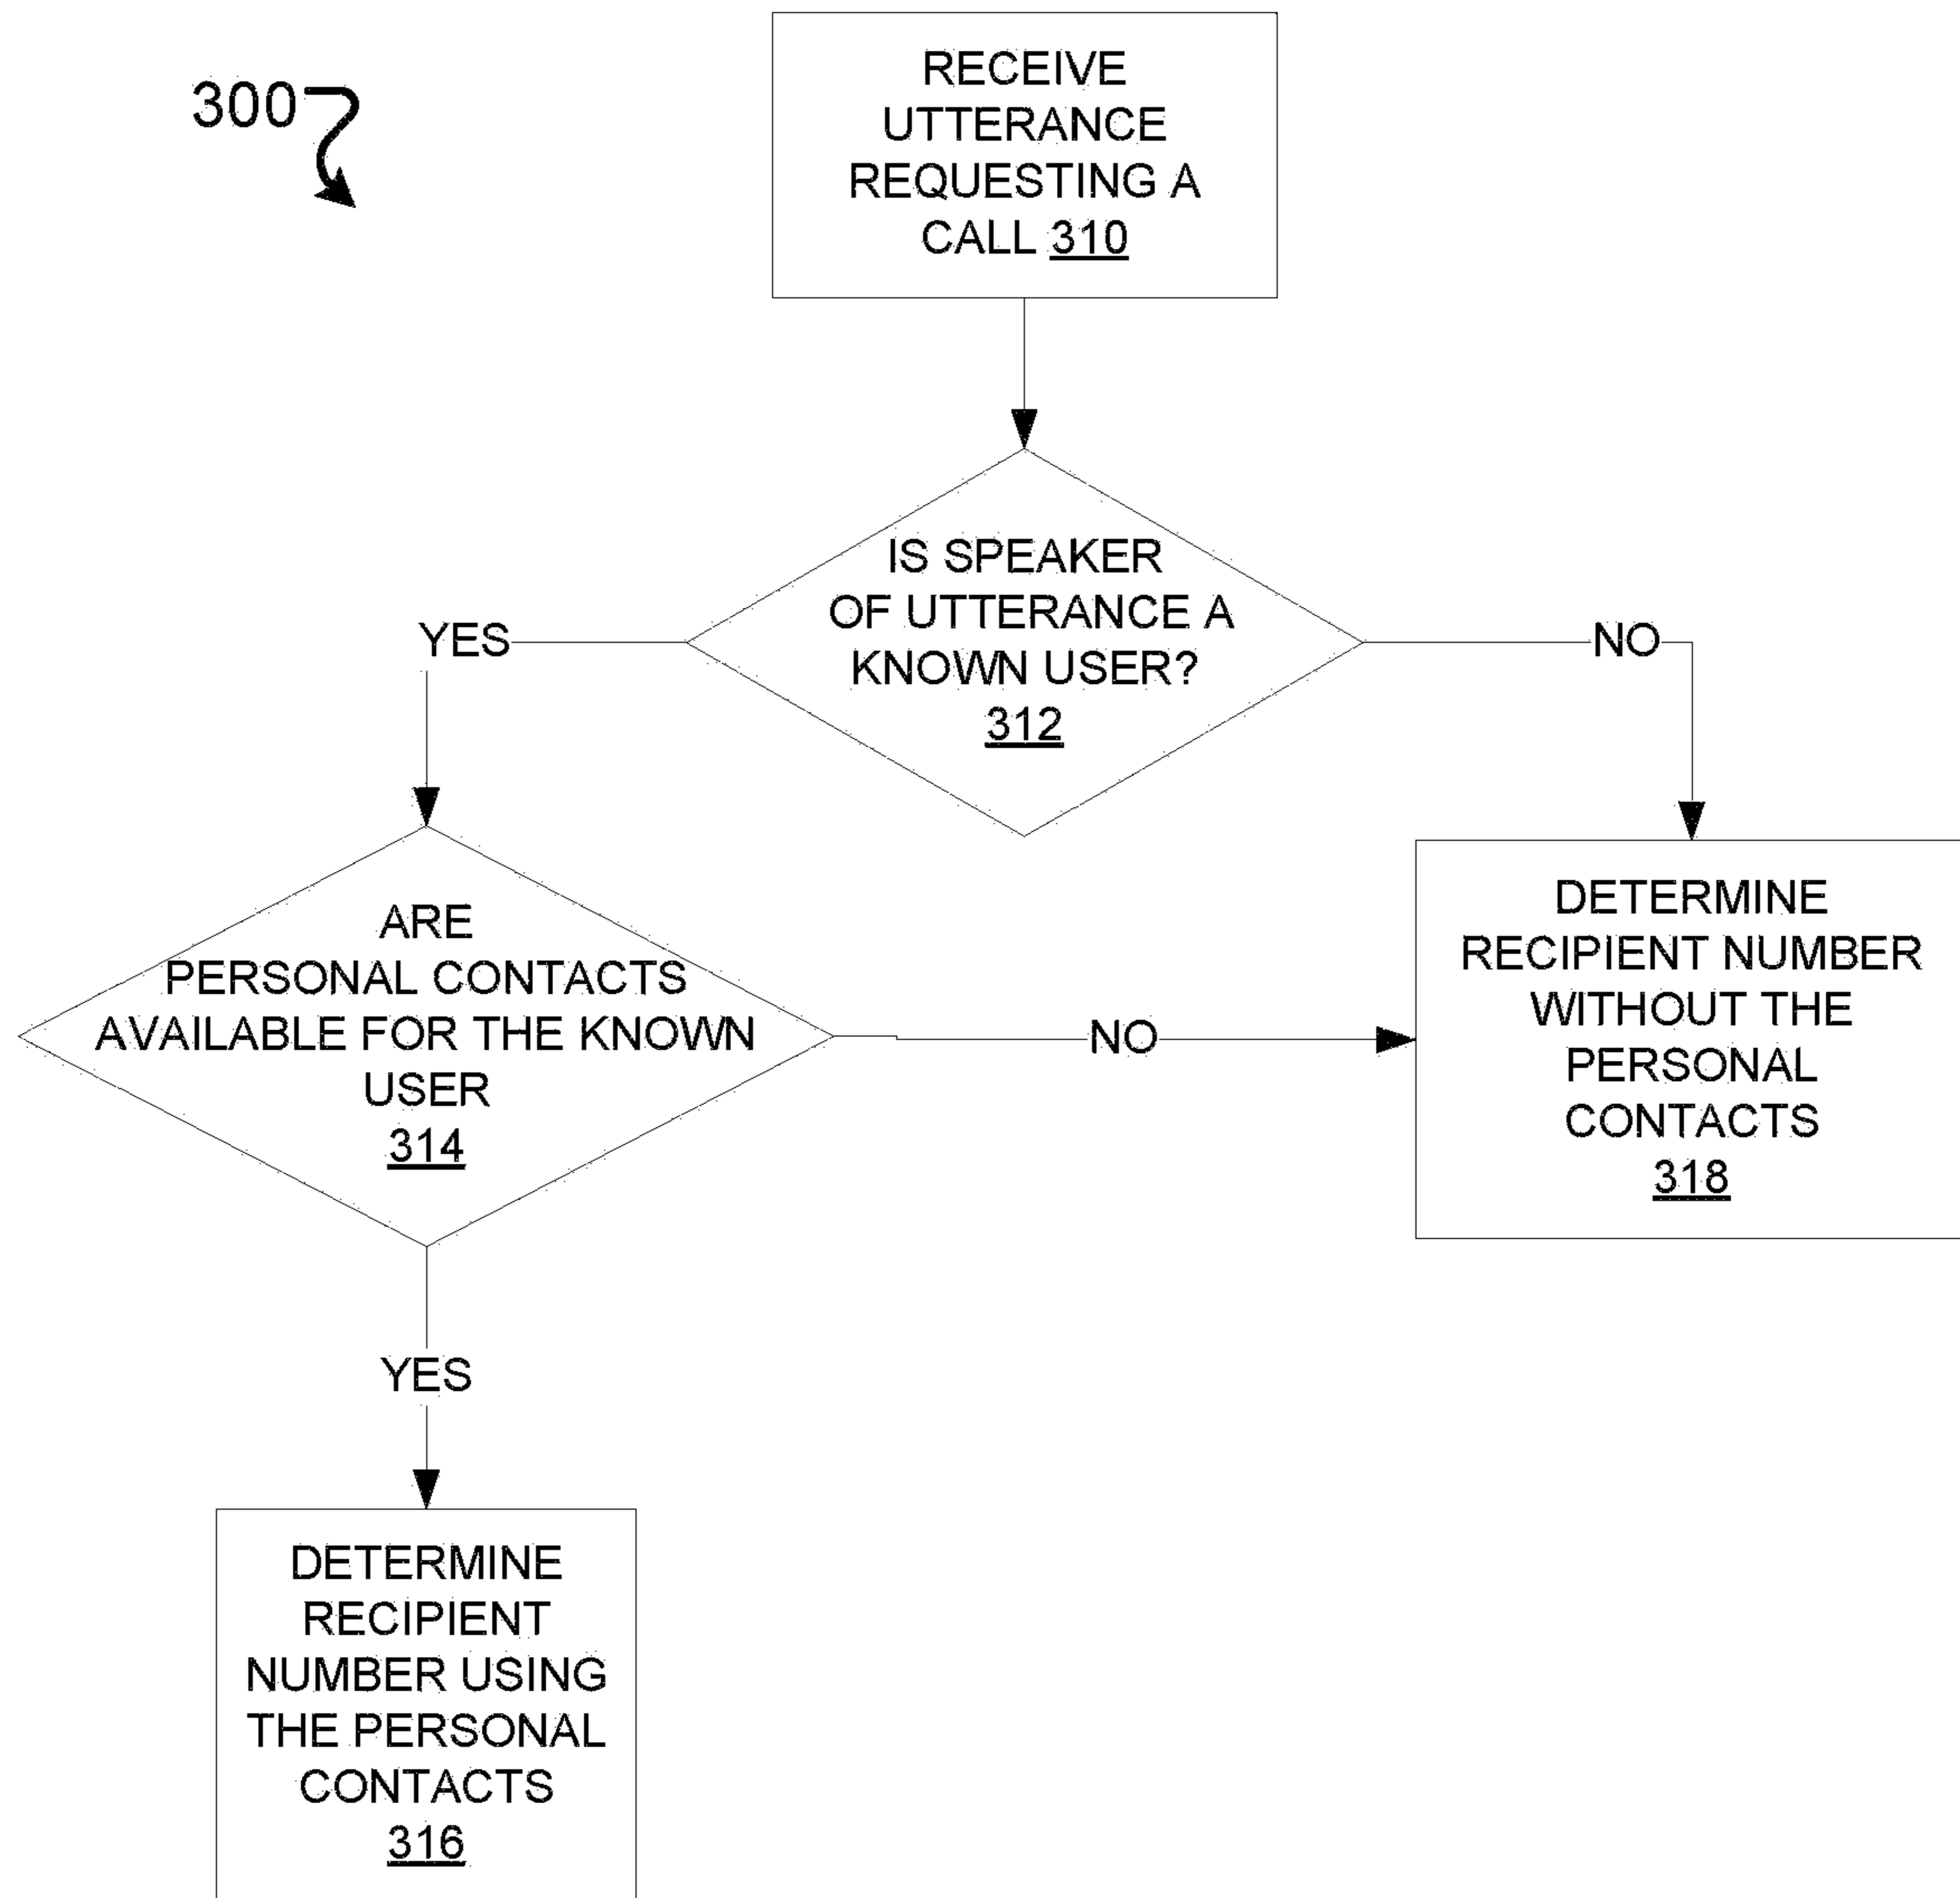 300
RECEIVE
UTTERANCE
REQUESTING A
CALL 310
IS SPEAKER
OF UTTERANCE A
KNOWN USER?
312
YES
NO
ARE
PERSONAL CONTACTS
AVAILABLE FOR THE KNOWN
USER
314
NO
DETERMINE
RECIPIENT NUMBER
WITHOUT THE
PERSONAL
CONTACTS
318
YES
DETERMINE
RECIPIENT
NUMBER USING
THE PERSONAL
CONTACTS
316